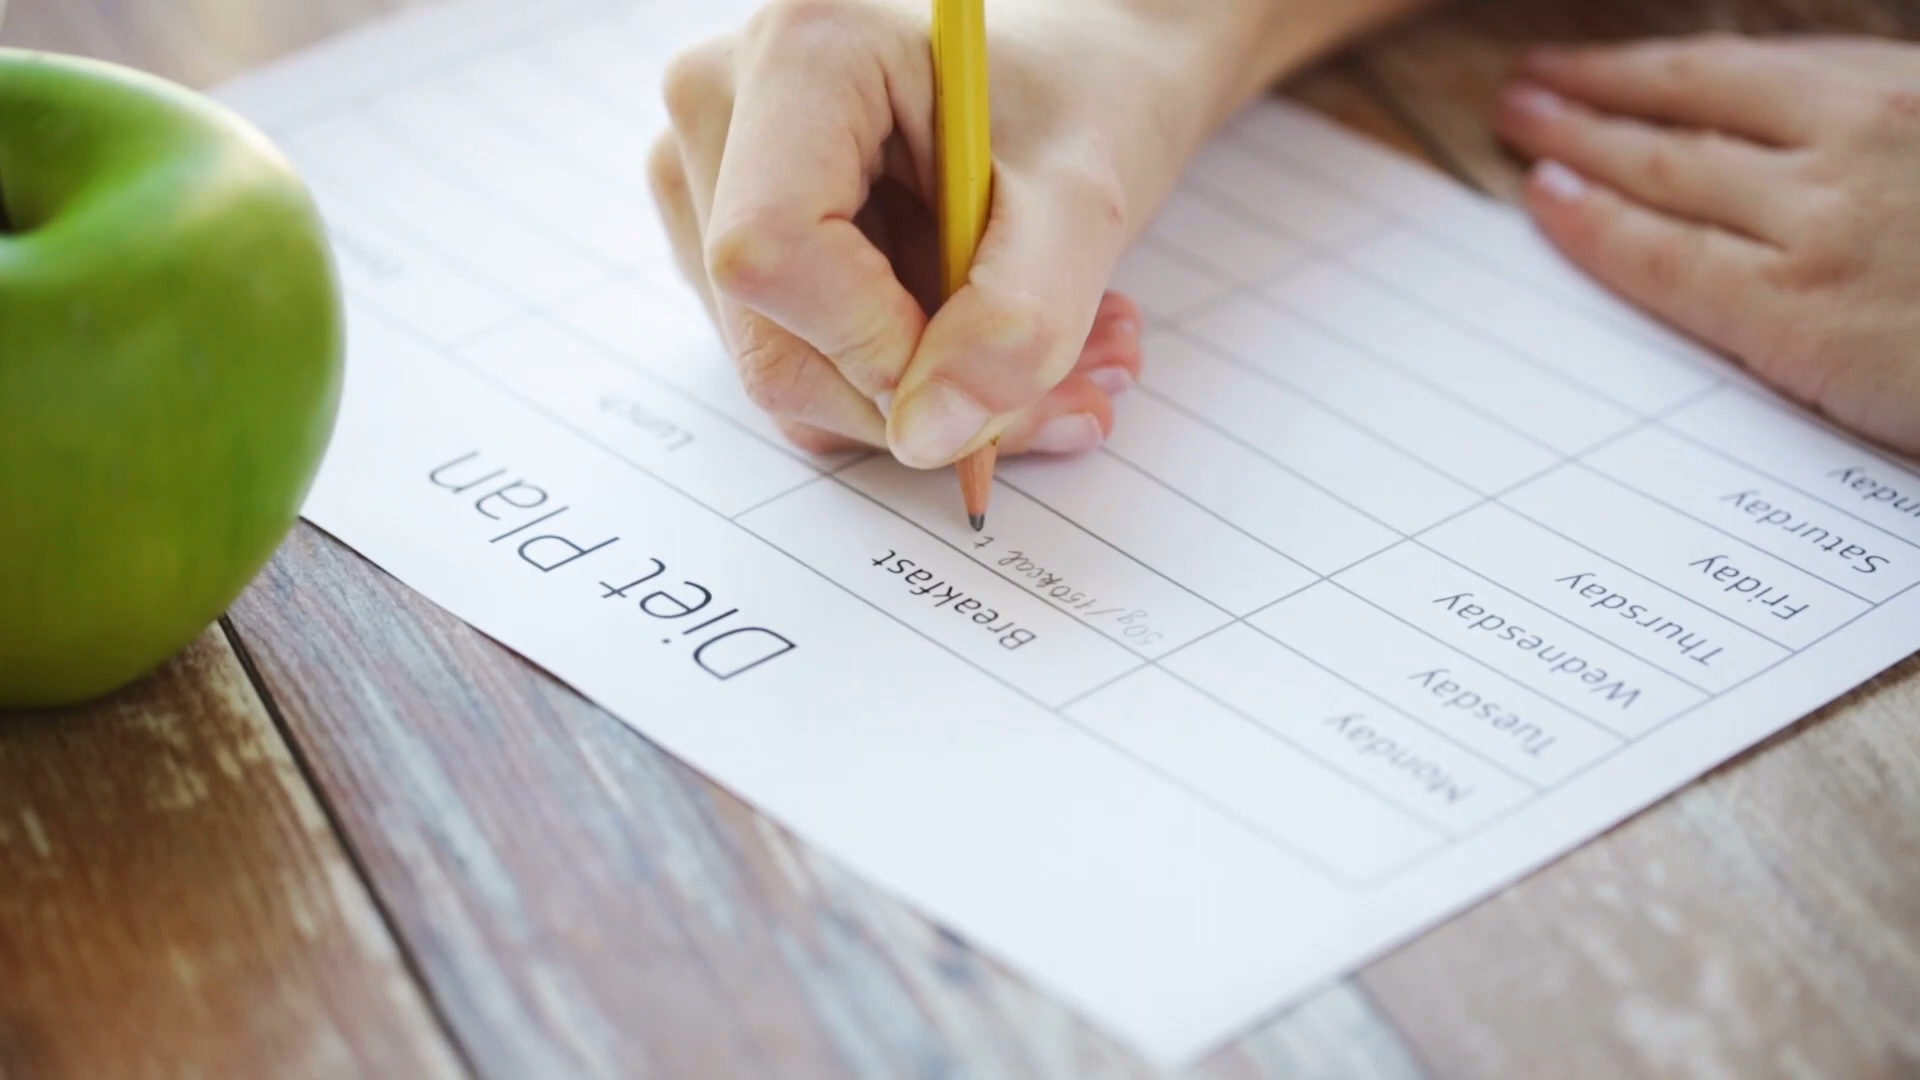 Diet Plan
Breakfast Lunch
Monday 50g/150kcal t
Tuesday
Wednesday
Thursday
Friday
Saturday